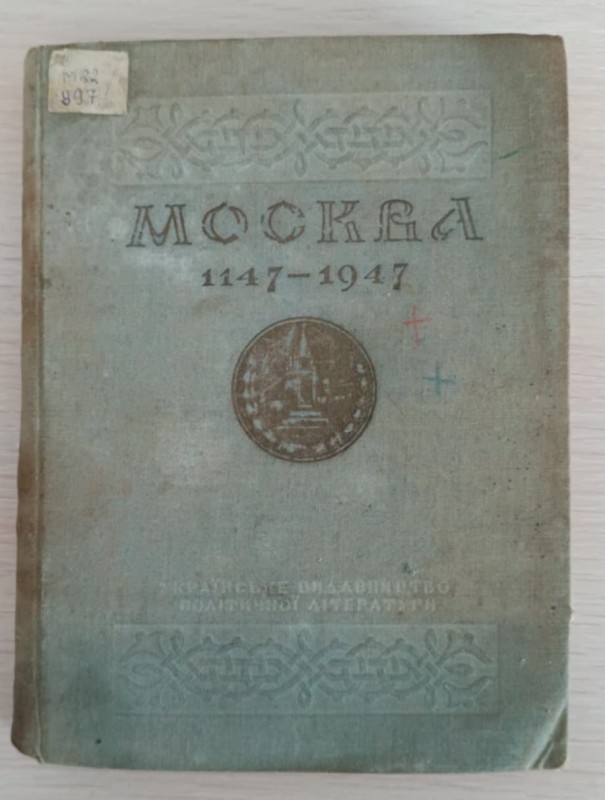 М82
897
МОСКВА
1147-1947
УКРАЇНСЬКЕ ВИДАВНИЦТВО
ПОЛІТИЧНОЇ ЛІТЕРАТУРИ